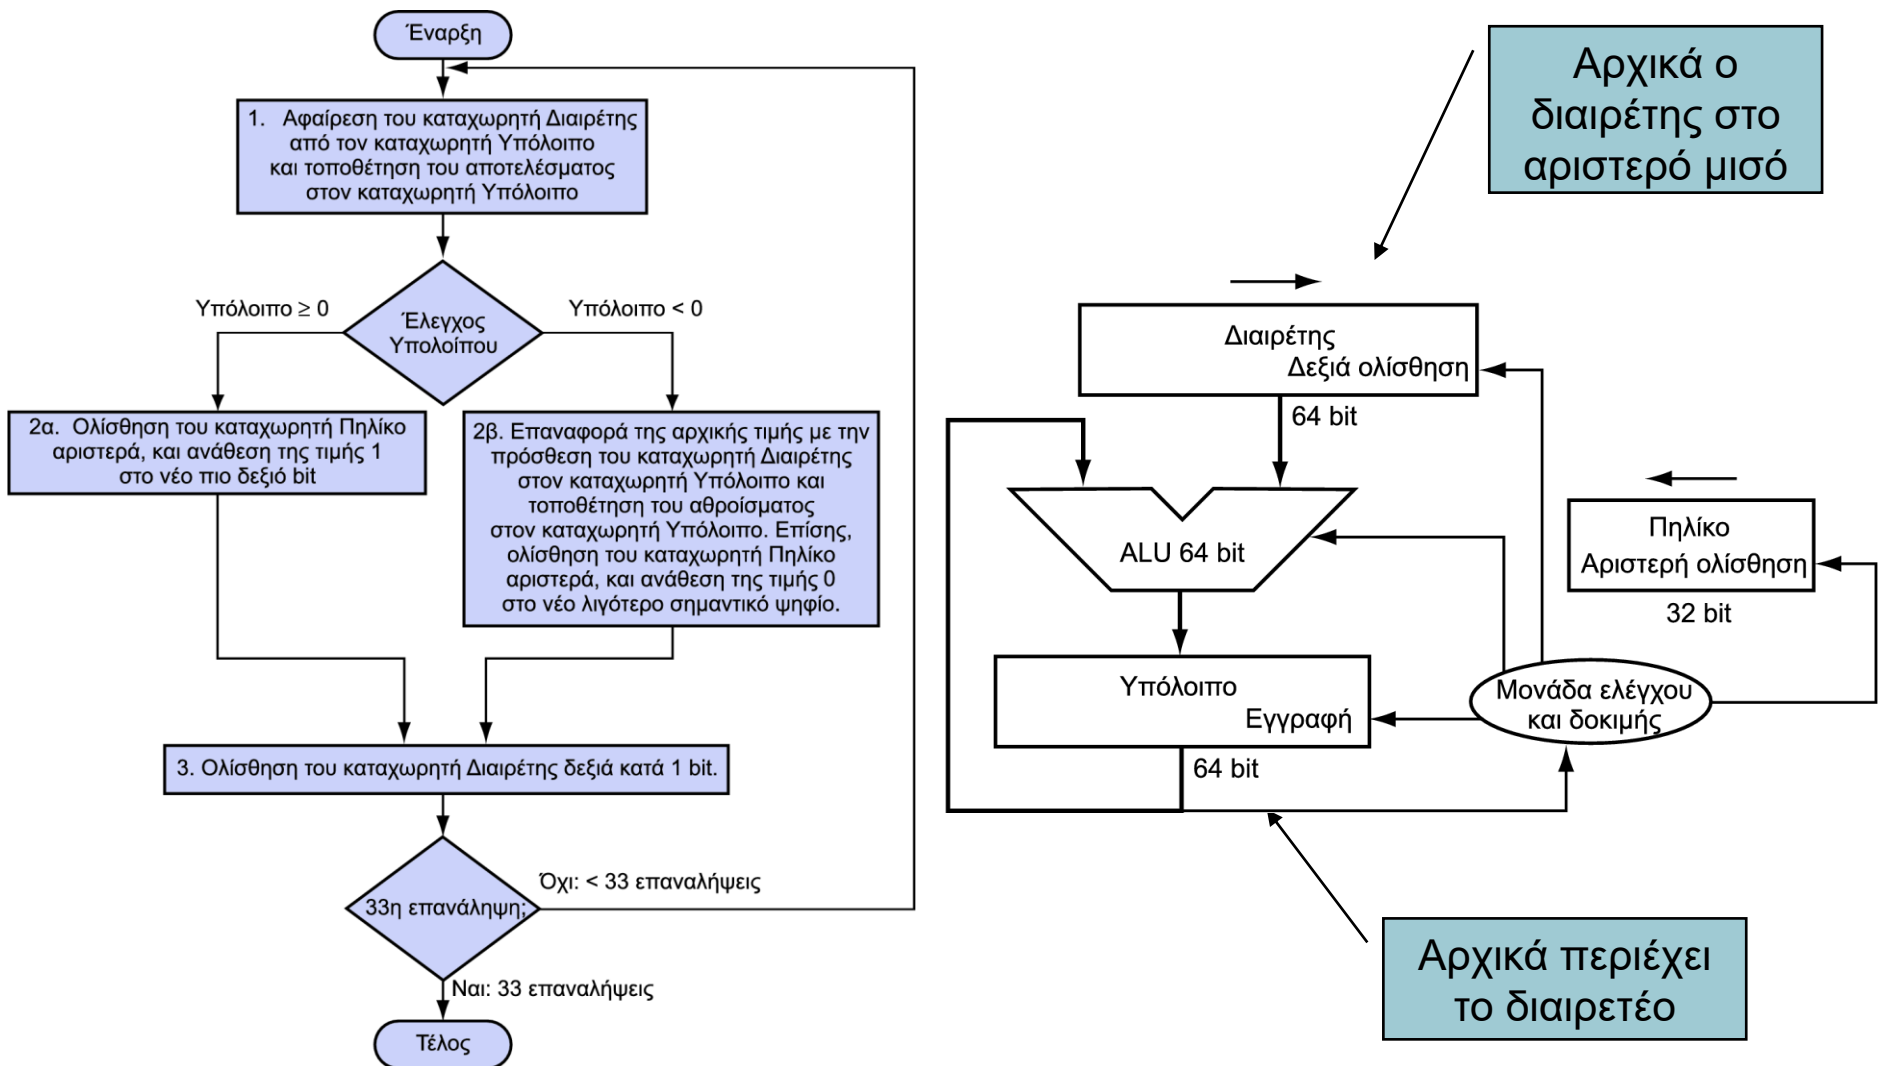 Έναρξη
1. Αφαίρεση του καταχωρητή Διαιρέτης
από τον καταχωρητή Υπόλοιπο
και τοποθέτηση του αποτελέσματος
στον καταχωρητή Υπόλοιπο
Υπόλοιπο ≥ 0
Υπόλοιπο < 0
Έλεγχος
Υπολοίπου
2α. Ολίσθηση του καταχωρητή Πηλίκο
αριστερά, και ανάθεση της τιμής 1
στο νέο πιο δεξιό bit
2β. Επαναφορά της αρχικής τιμής με την
πρόσθεση του καταχωρητή Διαιρέτης
στον καταχωρητή Υπόλοιπο και
τοποθέτηση του αθροίσματος
στον καταχωρητή Υπόλοιπο. Επίσης,
ολίσθηση του καταχωρητή Πηλίκο
αριστερά, και ανάθεση της τιμής 0
στο νέο λιγότερο σημαντικό ψηφίο.
3. Ολίσθηση του καταχωρητή Διαιρέτης δεξιά κατά 1 bit.
33η επανάληψη;
Όχι: < 33 επαναλήψεις
Ναι: 33 επαναλήψεις
Τέλος
Αρχικά ο
διαιρέτης στο
αριστερό μισό
Διαιρέτης
Δεξιά ολίσθηση
64 bit
ALU 64 bit
Πηλίκο
Αριστερή ολίσθηση
32 bit
Υπόλοιπο
Εγγραφή
64 bit
Μονάδα ελέγχου
και δοκιμής
Αρχικά περιέχει
το διαιρετέο